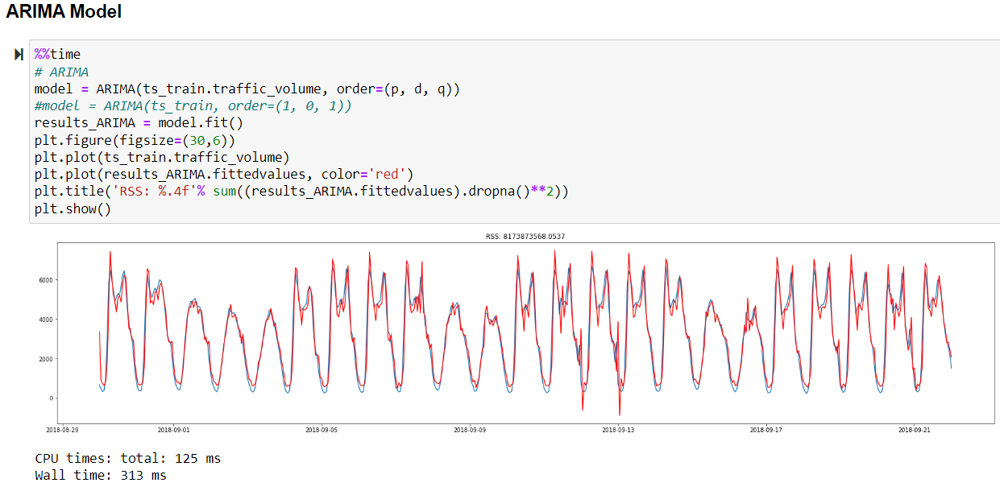 ARIMA Model
%%time
# ARIMA
model = ARIMA(ts_train.traffic_volume, order=(p, d, q))
#model = ARIMA(ts_train, order=(1, 0, 1))
results_ARIMA = model.fit()
plt.figure(figsize=(30,6))
plt.plot(ts_train.traffic_volume)
plt.plot(results_ARIMA.fittedvalues, color='red')
plt.title('RSS: %.4f'% sum((results_ARIMA.fittedvalues).dropna()**2))
plt.show()
RSS: 8173873568.0537
6000
4000
2000
0
2018-08-29 2018-09-01 2018-09-05 2018-09-09 2018-09-13 2018-09-17 2018-09-21
CPU times: total: 125 ms
Wall time: 313 ms